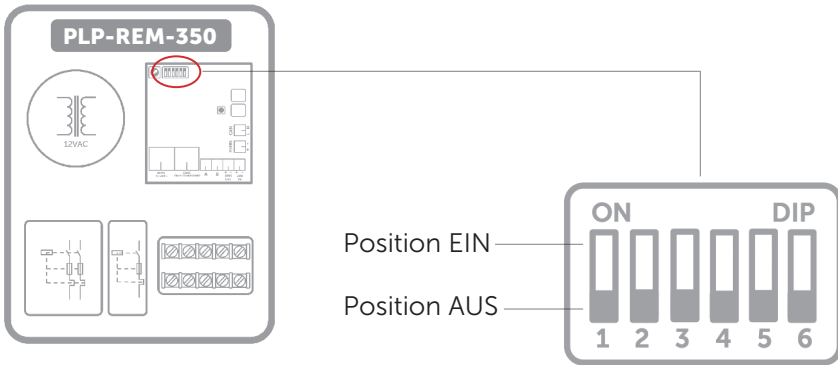 PLP-REM-350
12VAC
ON DIP
Position EIN
Position AUS
1 2 3 4 5 6